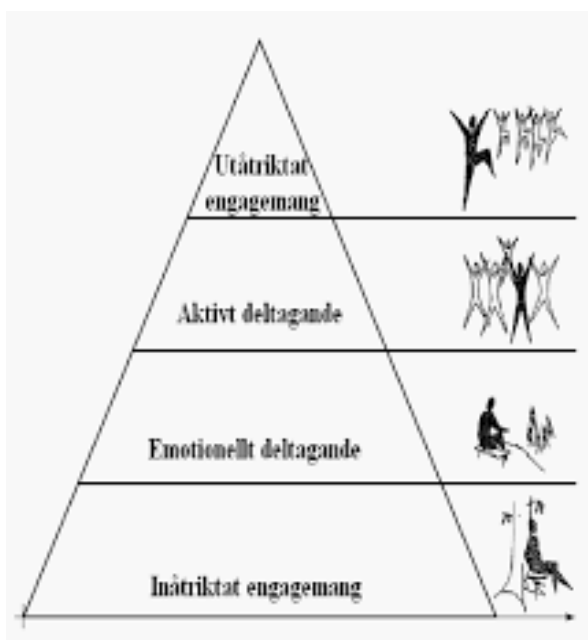 Utåtriktat
engagemang
Aktivt deltagande
Emotionellt deltagande
Inåtriktat engagemang